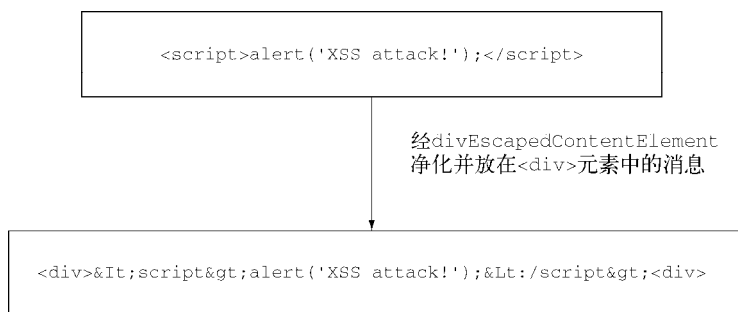 <script>alert('XSS attack!');</script>
经divEscapedContentElement
净化并放在<div>元素中的消息
<div>&It;script&gt;alert('XSS attack!');&Lt:/script&gt;<div>